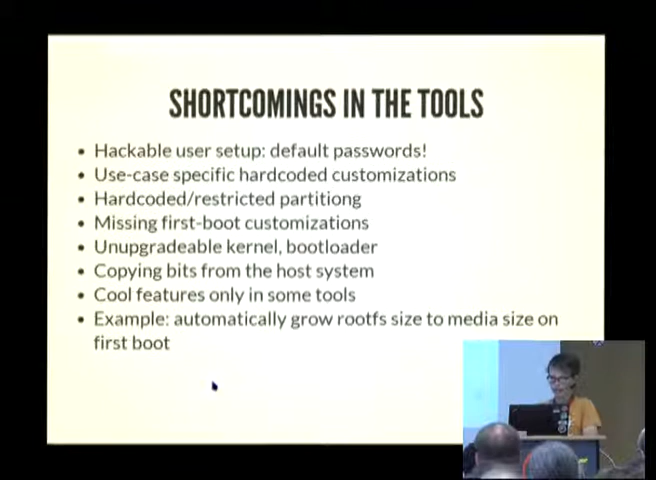 SHORTCOMINGS IN THE TOOLS
• Hackable user setup: default passwords!
• Use-case specific hardcoded customizations
• Hardcoded/restricted partitiong
• Missing first-boot customizations
• Unupgradeable kernel, bootloader
• Copying bits from the host system
• Cool features only in some tools
• Example: automatically grow rootfs size to media size on
first boot